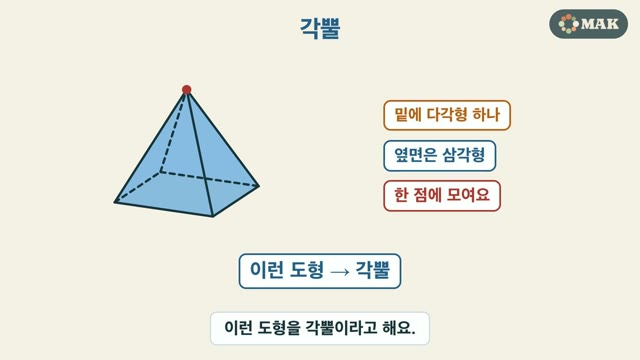 각뿔
MAK
밑에 다각형 하나
옆면은 삼각형
한 점에 모여요
이런 도형 → 각뿔
이런 도형을 각뿔이라고 해요.